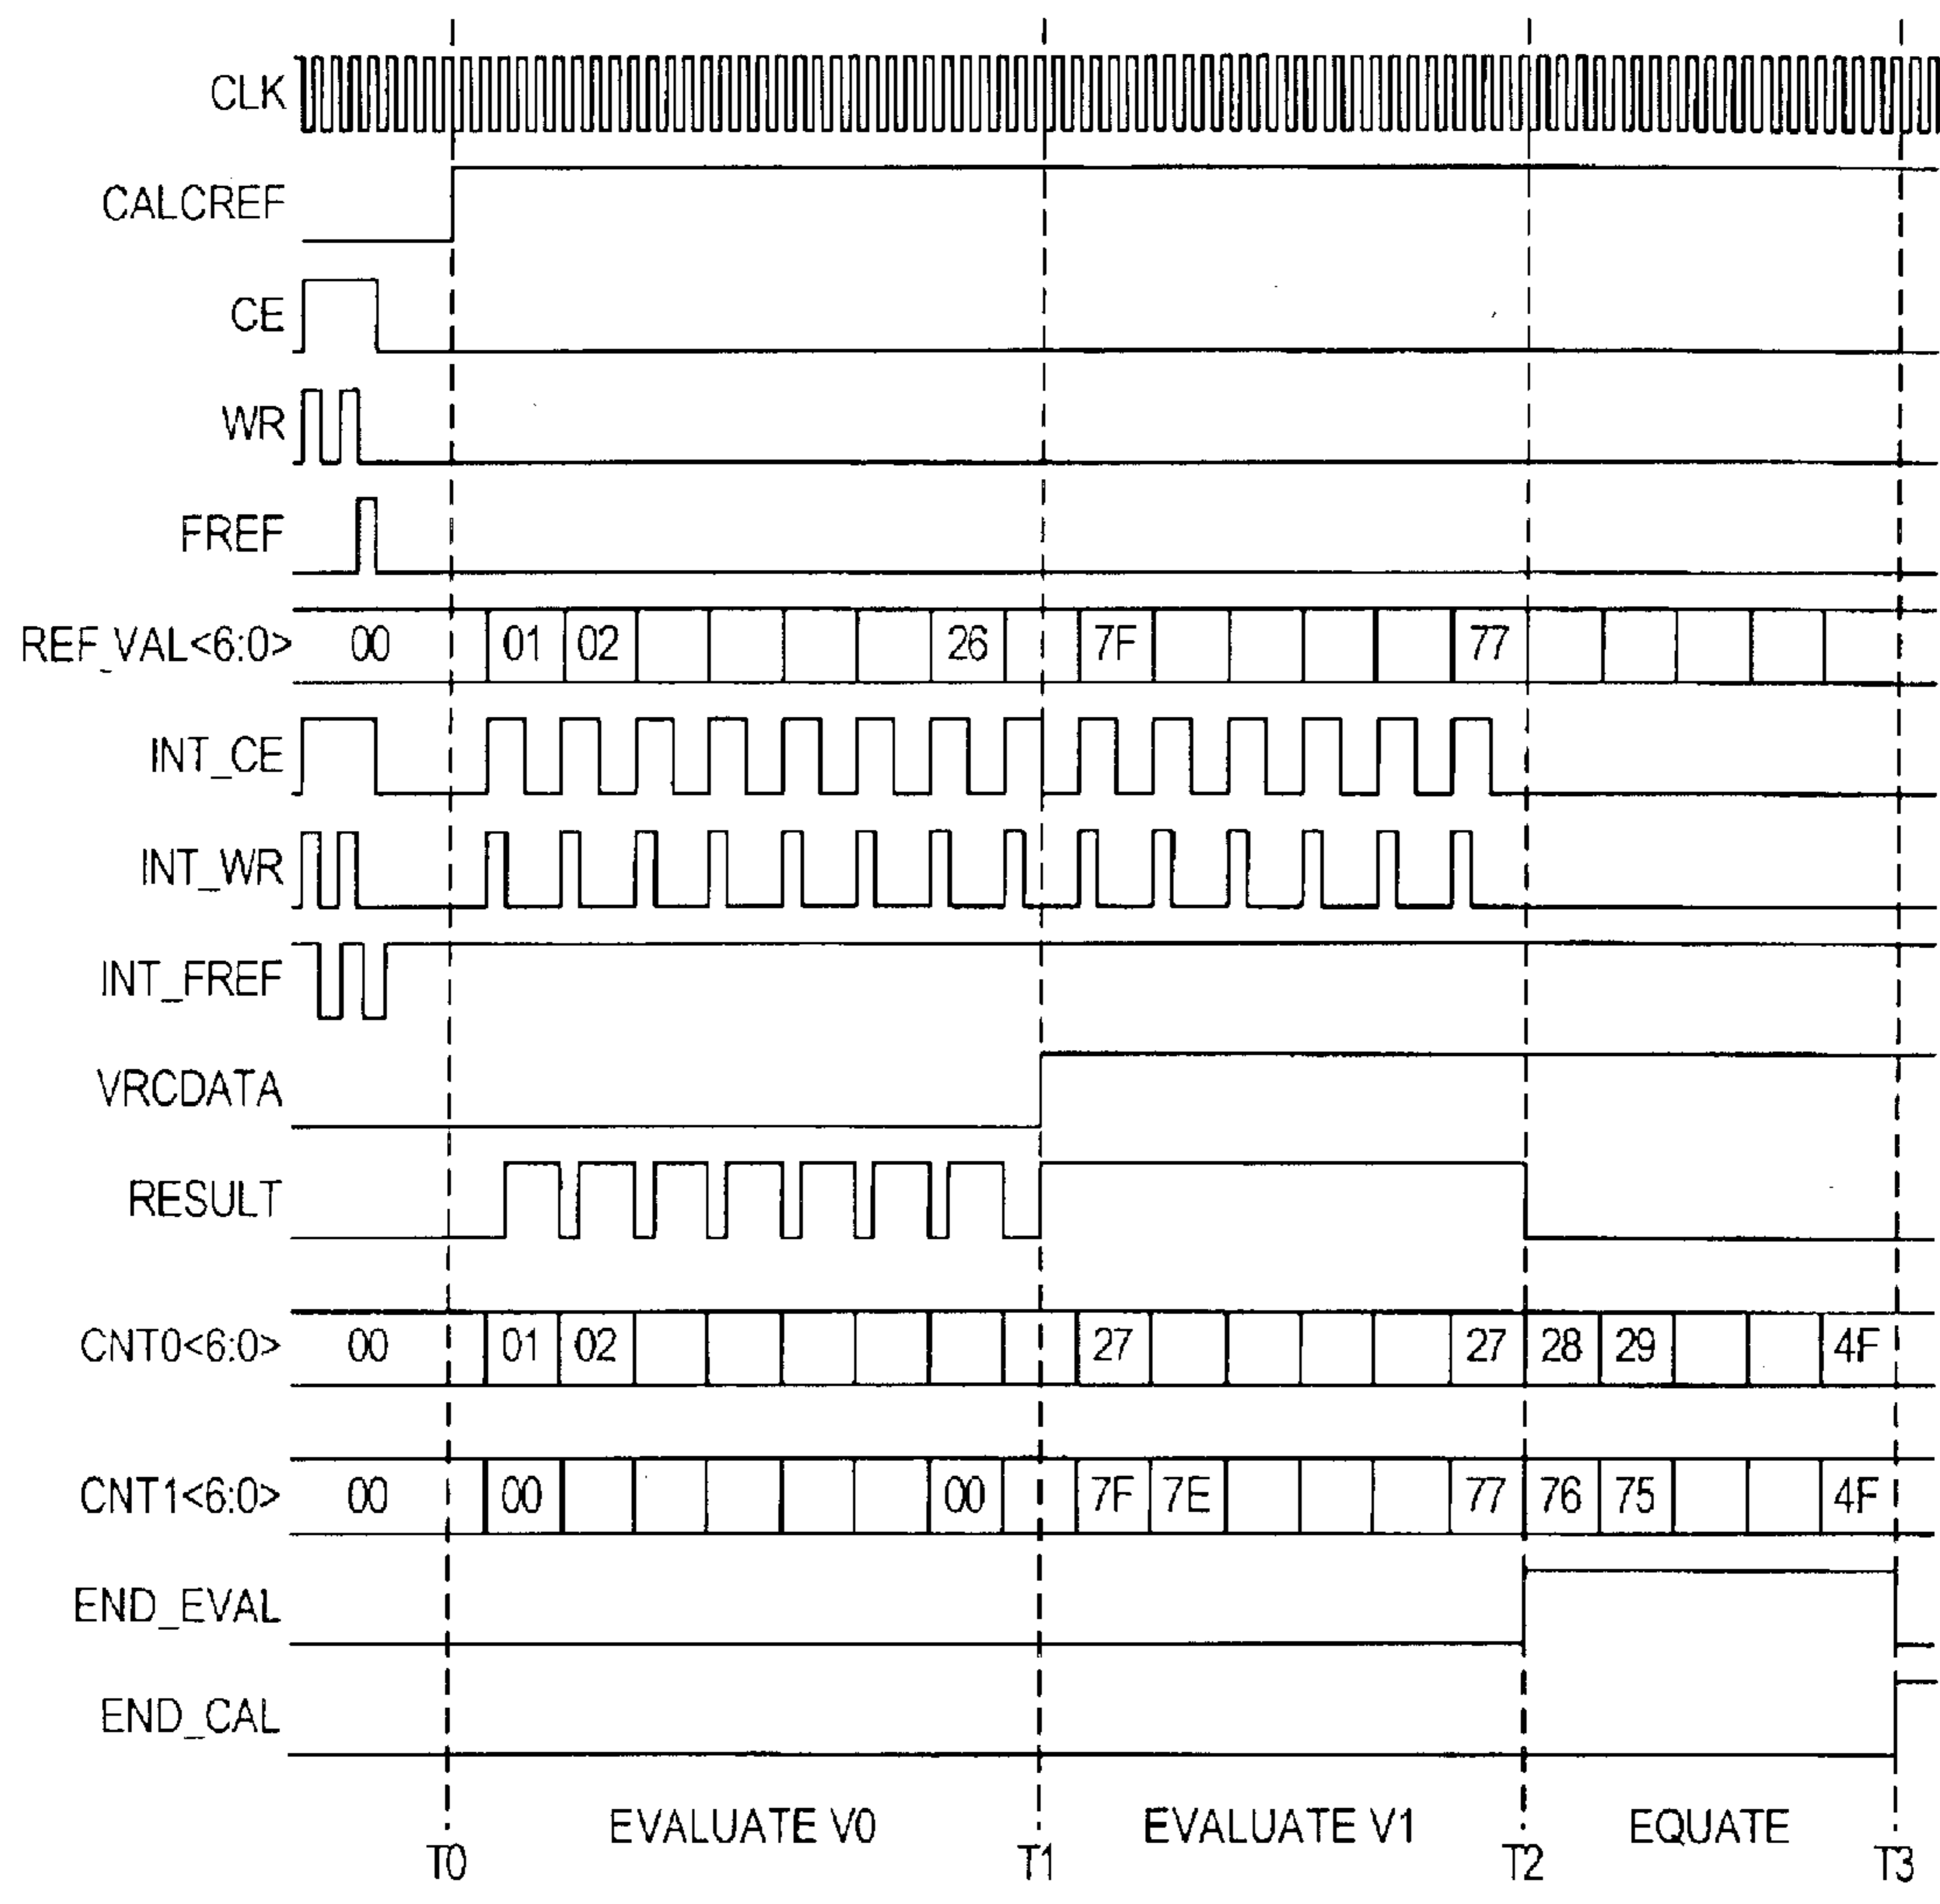 CLK
CALCREF
CE
WR
FREF
REF_VAL<6:0> 00 01 02 26 7F 77
INT_CE
INT_WR
INT_FREF
VRCDATA
RESULT
CNT0<6:0> 00 01 02 27 27 28 29 4F
CNT1<6:0> 00 00 00 7F 7E 77 76 75 4F
END_EVAL
END_CAL
EVALUATE V0 EVALUATE V1 EQUATE
T0 T1 T2 T3